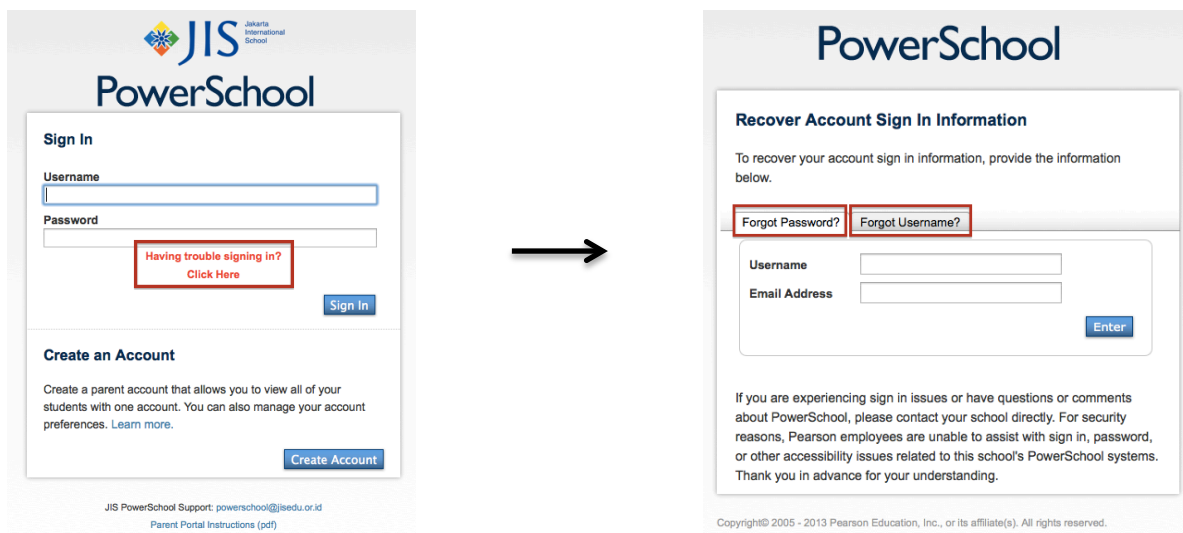 JIS
Jakarta
International
School
PowerSchool
Sign In
Username
Password
Having trouble signing in?
Click Here
Sign In
Create an Account
Create a parent account that allows you to view all of your
students with one account. You can also manage your account
preferences. Learn more.
Create Account
JIS PowerSchool Support: powerschool@jisedu.or.id
Parent Portal Instructions (pdf)
PowerSchool
Recover Account Sign In Information
To recover your account sign in information, provide the information
below.
Forgot Password? Forgot Username?
Username
Email Address
Enter
If you are experiencing sign in issues or have questions or comments
about PowerSchool, please contact your school directly. For security
reasons, Pearson employees are unable to assist with sign in, password,
or other accessibility issues related to this school's PowerSchool systems.
Thank you in advance for your understanding.
Copyright© 2005 - 2013 Pearson Education, Inc., or its affiliate(s). All rights reserved.